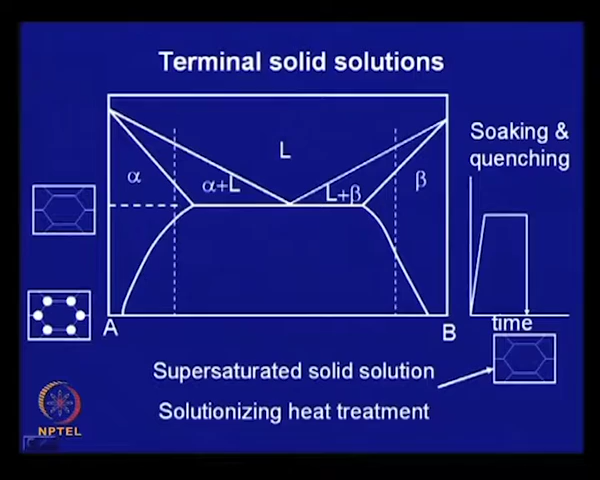 Terminal solid solutions
Soaking &
quenching
L
α
α+L
L+β
β
A
B
time
Supersaturated solid solution
Solutionizing heat treatment
NPTEL